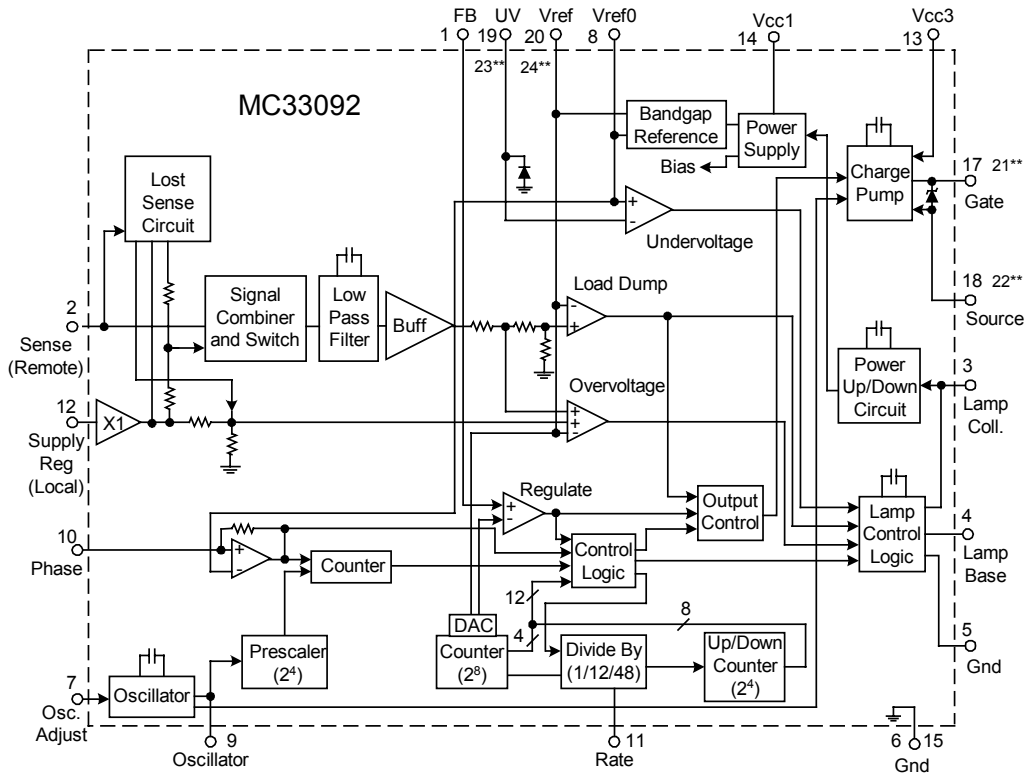 FB UV Vref Vref0 Vcc1 Vcc3
1 19 20 8 14 13
23** 24**
MC33092
Bandgap
Reference
Power
Supply
Bias
Charge
Pump
17 21**
Gate
Lost
Sense
Circuit
+
-
Undervoltage
18 22**
Source
2
Sense
(Remote)
Signal
Combiner
and Switch
Low
Pass
Filter
Buff
Load Dump
-
+
Power
Up/Down
Circuit
3
Lamp
Coll.
12
Supply
Reg
(Local)
X1
Overvoltage
+
+
-
Regulate
+
-
Output
Control
Lamp
Control
Logic
4
Lamp
Base
10
Phase
+
-
Counter
Control
Logic
12
4
8
5
Gnd
DAC
Counter
(2⁸)
Divide By
(1/12/48)
Up/Down
Counter
(2⁴)
Prescaler
(2⁴)
7
Osc.
Adjust
Oscillator
9
Oscillator
11
Rate
6 15
Gnd